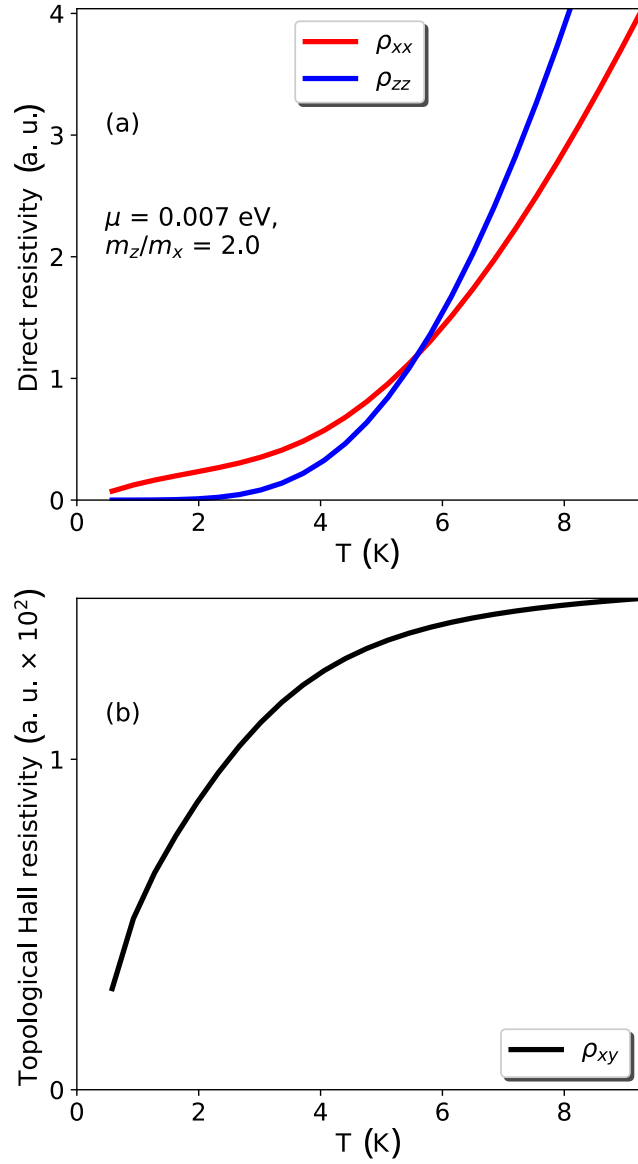 4
3
2
1
0
Direct resistivity (a. u.)
ρxx
ρzz
(a)
μ = 0.007 eV,
mz/mx = 2.0
0 2 4 6 8
T (K)
1
0
Topological Hall resistivity (a. u. × 10²)
(b)
ρxy
0 2 4 6 8
T (K)